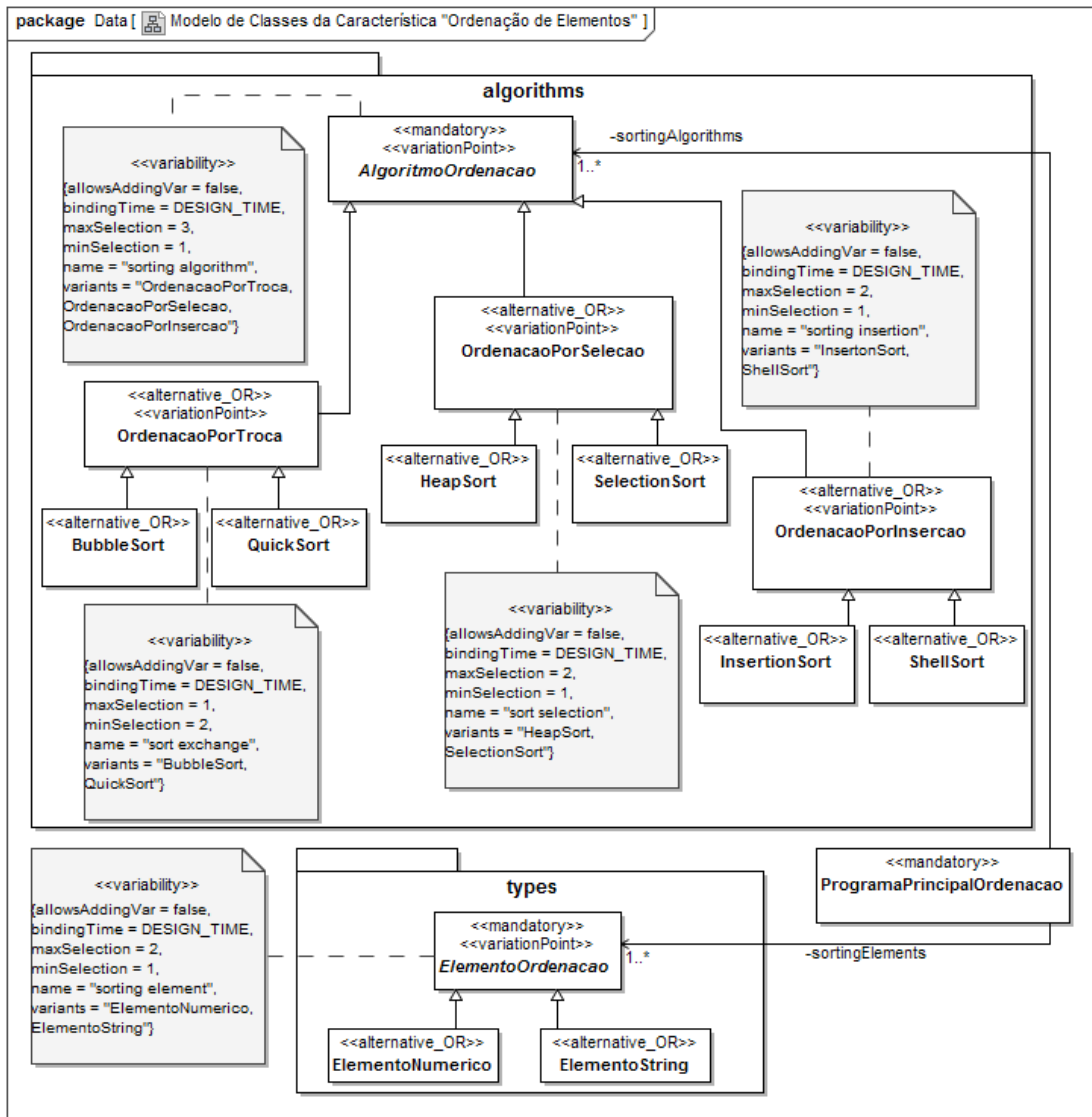 package Data [ Modelo de Classes da Característica "Ordenação de Elementos" ]
algorithms
<<mandatory>>
<<variationPoint>>
AlgoritmoOrdenacao
-sortingAlgorithms
1..*
<<variability>>
{allowsAddingVar = false,
bindingTime = DESIGN_TIME,
maxSelection = 3,
minSelection = 1,
name = "sorting algorithm",
variants = "OrdenacaoPorTroca,
OrdenacaoPorSelecao,
OrdenacaoPorInsercao"}
<<variability>>
{allowsAddingVar = false,
bindingTime = DESIGN_TIME,
maxSelection = 2,
minSelection = 1,
name = "sorting insertion",
variants = "InsertonSort,
ShellSort"}
<<alternative_OR>>
<<variationPoint>>
OrdenacaoPorSelecao
<<alternative_OR>>
<<variationPoint>>
OrdenacaoPorTroca
<<alternative_OR>>
HeapSort
<<alternative_OR>>
SelectionSort
<<alternative_OR>>
<<variationPoint>>
OrdenacaoPorInsercao
<<alternative_OR>>
BubbleSort
<<alternative_OR>>
QuickSort
<<variability>>
{allowsAddingVar = false,
bindingTime = DESIGN_TIME,
maxSelection = 1,
minSelection = 2,
name = "sort exchange",
variants = "BubbleSort,
QuickSort"}
<<variability>>
{allowsAddingVar = false,
bindingTime = DESIGN_TIME,
maxSelection = 2,
minSelection = 1,
name = "sort selection",
variants = "HeapSort,
SelectionSort"}
<<alternative_OR>>
InsertionSort
<<alternative_OR>>
ShellSort
<<variability>>
{allowsAddingVar = false,
bindingTime = DESIGN_TIME,
maxSelection = 2,
minSelection = 1,
name = "sorting element",
variants = "ElementoNumerico,
ElementoString"}
types
<<mandatory>>
<<variationPoint>>
ElementoOrdenacao
1..*
-sortingElements
<<mandatory>>
ProgramaPrincipalOrdenacao
<<alternative_OR>>
ElementoNumerico
<<alternative_OR>>
ElementoString